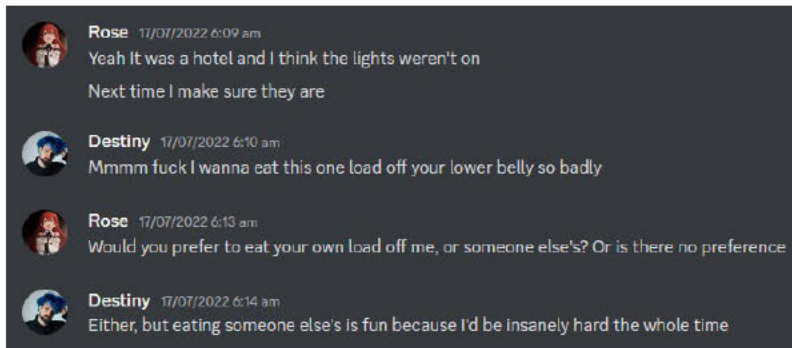 Rose 17/07/2022 6:09 am
Yeah It was a hotel and I think the lights weren't on
Next time I make sure they are
Destiny 17/07/2022 6:10 am
Mmmm fuck I wanna eat this one load off your lower belly so badly
Rose 17/07/2022 6:13 am
Would you prefer to eat your own load off me, or someone else's? Or is there no preference
Destiny 17/07/2022 6:14 am
Either, but eating someone else's is fun because I'd be insanely hard the whole time